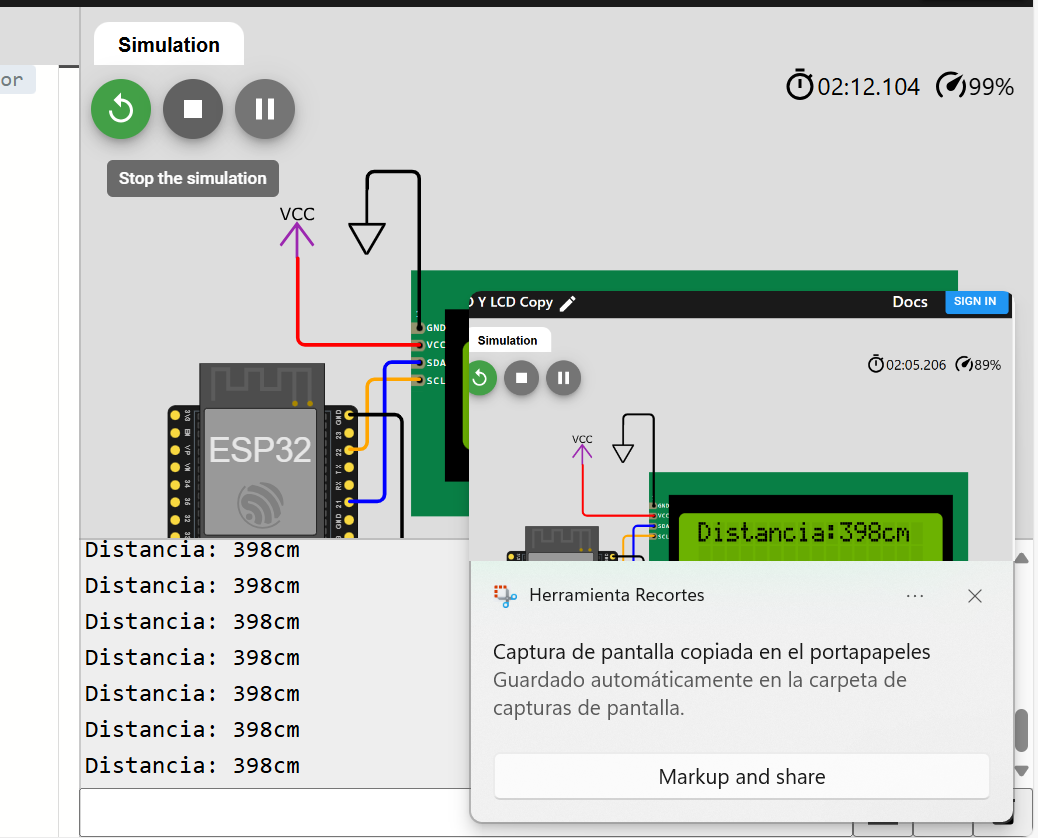 or
Simulation
02:12.104 99%
Stop the simulation
VCC
GND
VCC
SDA
SCL
ESP32
3V3 GND
EN 23
VP 22
VN TX
34 RX
35 21
32 GND
Distancia: 398cm
Distancia: 398cm
Distancia: 398cm
Distancia: 398cm
Distancia: 398cm
Distancia: 398cm
Distancia: 398cm
O Y LCD Copy Docs SIGN IN
Simulation
02:05.206 89%
VCC
GND
VCC
SDA
SCL
Distancia:398cm
Herramienta Recortes
Captura de pantalla copiada en el portapapeles
Guardado automáticamente en la carpeta de
capturas de pantalla.
Markup and share